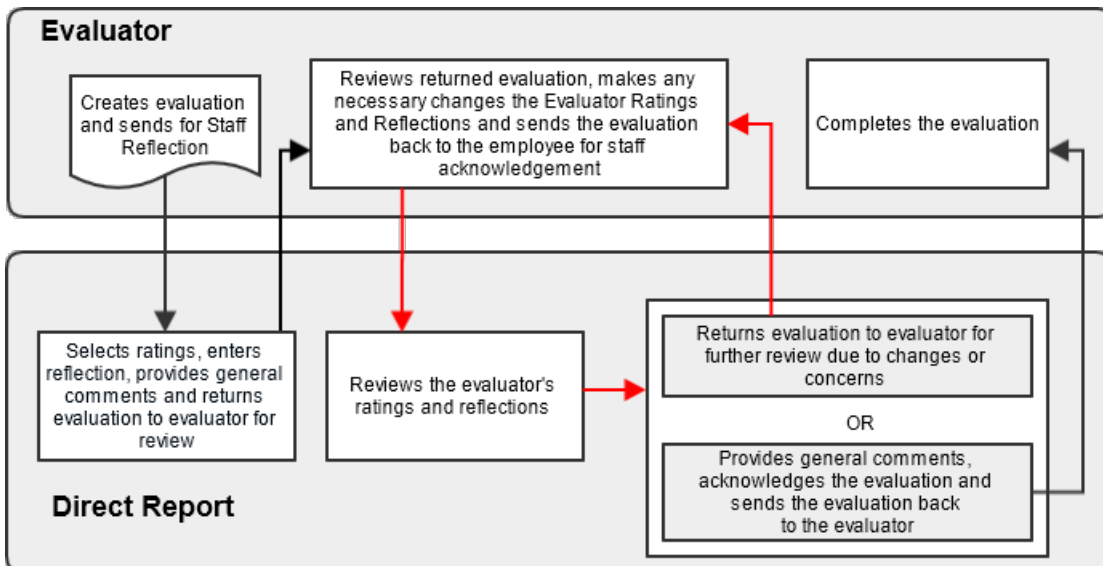 Evaluator
Creates evaluation
and sends for Staff
Reflection
Reviews returned evaluation, makes any
necessary changes the Evaluator Ratings
and Reflections and sends the evaluation
back to the employee for staff
acknowledgement
Completes the evaluation
Selects ratings, enters
reflection, provides general
comments and returns
evaluation to evaluator for
review
Reviews the evaluator's
ratings and reflections
Returns evaluation to evaluator for
further review due to changes or
concerns
OR
Provides general comments,
acknowledges the evaluation and
sends the evaluation back
to the evaluator
Direct Report